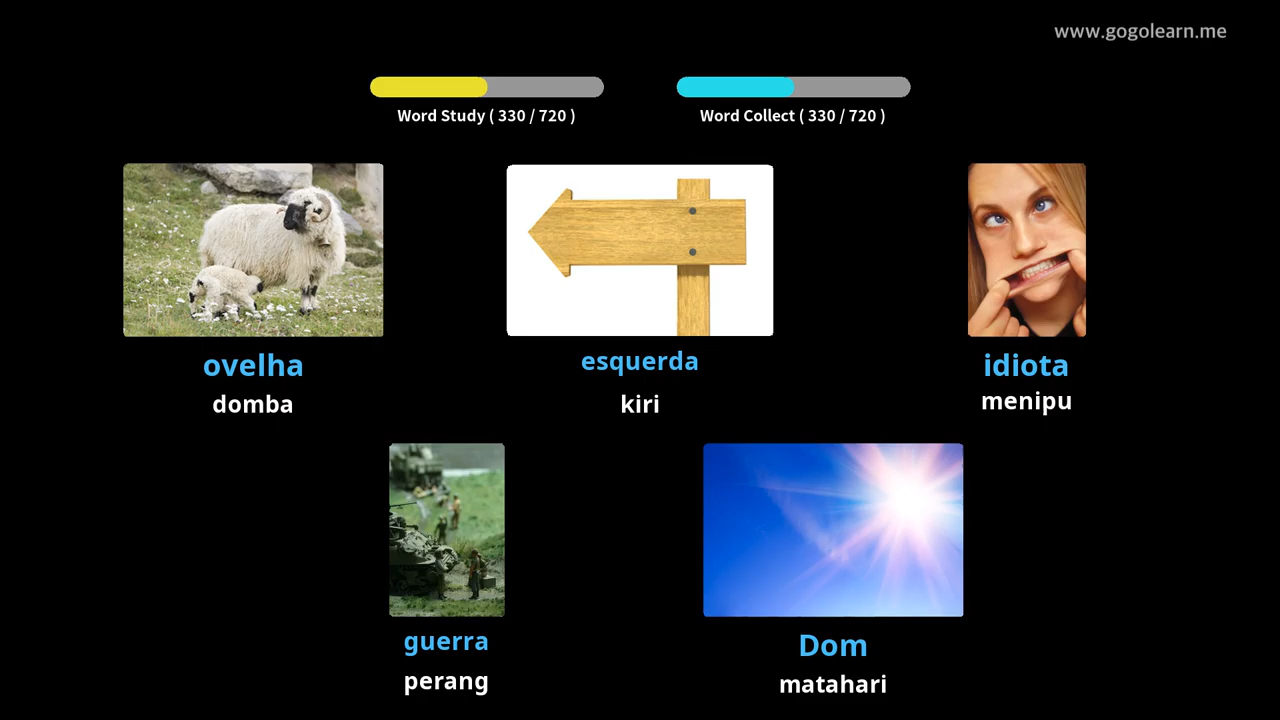 www.gogolearn.me
Word Study ( 330 / 720 )
Word Collect ( 330 / 720 )
ovelha
domba
esquerda
kiri
idiota
menipu
guerra
perang
Dom
matahari